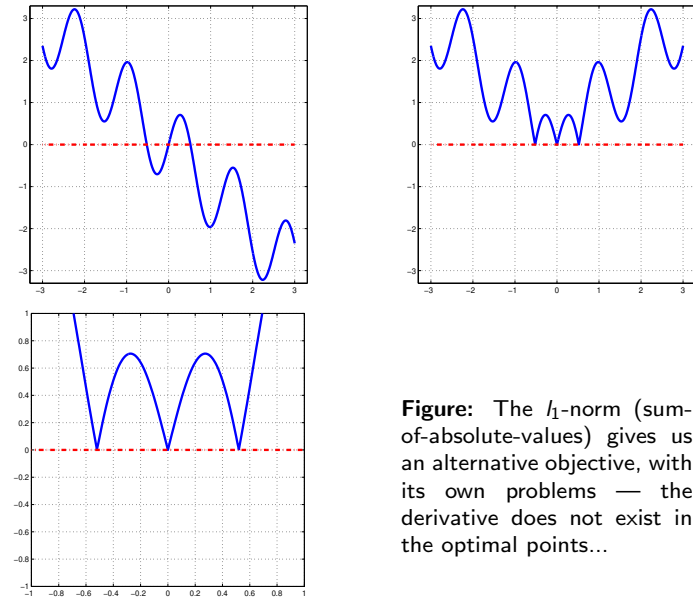 3
2
1
0
−1
−2
−3
−3 −2 −1 0 1 2 3
3
2
1
0
−1
−2
−3
−3 −2 −1 0 1 2 3
1
0.8
0.6
0.4
0.2
0
−0.2
−0.4
−0.6
−0.8
−1
−1 −0.8 −0.6 −0.4 −0.2 0 0.2 0.4 0.6 0.8 1
Figure: The l₁-norm (sum-
of-absolute-values) gives us
an alternative objective, with
its own problems — the
derivative does not exist in
the optimal points...